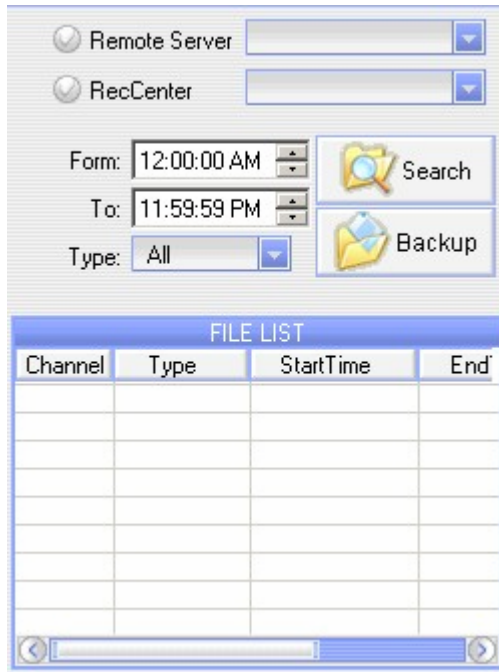 Remote Server
RecCenter
Form: 12:00:00 AM
Search
To: 11:59:59 PM
Type: All
Backup
FILE LIST
Channel Type StartTime End